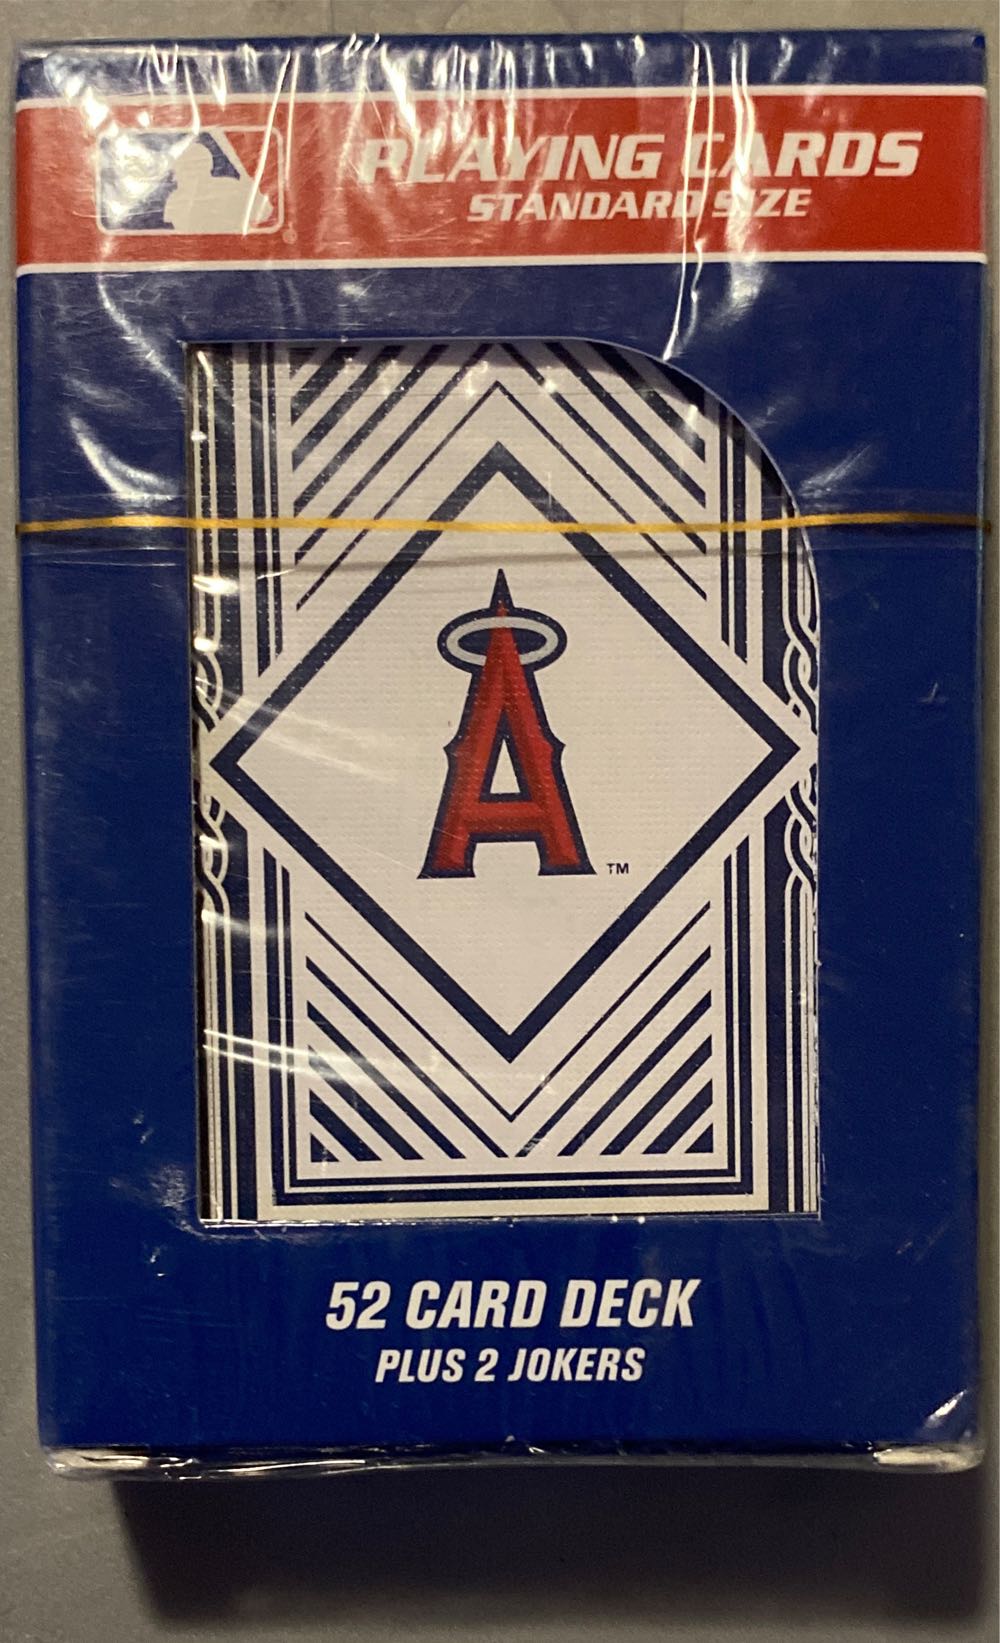 PLAYING CARDS
STANDARD SIZE
®
A
TM
52 CARD DECK
PLUS 2 JOKERS